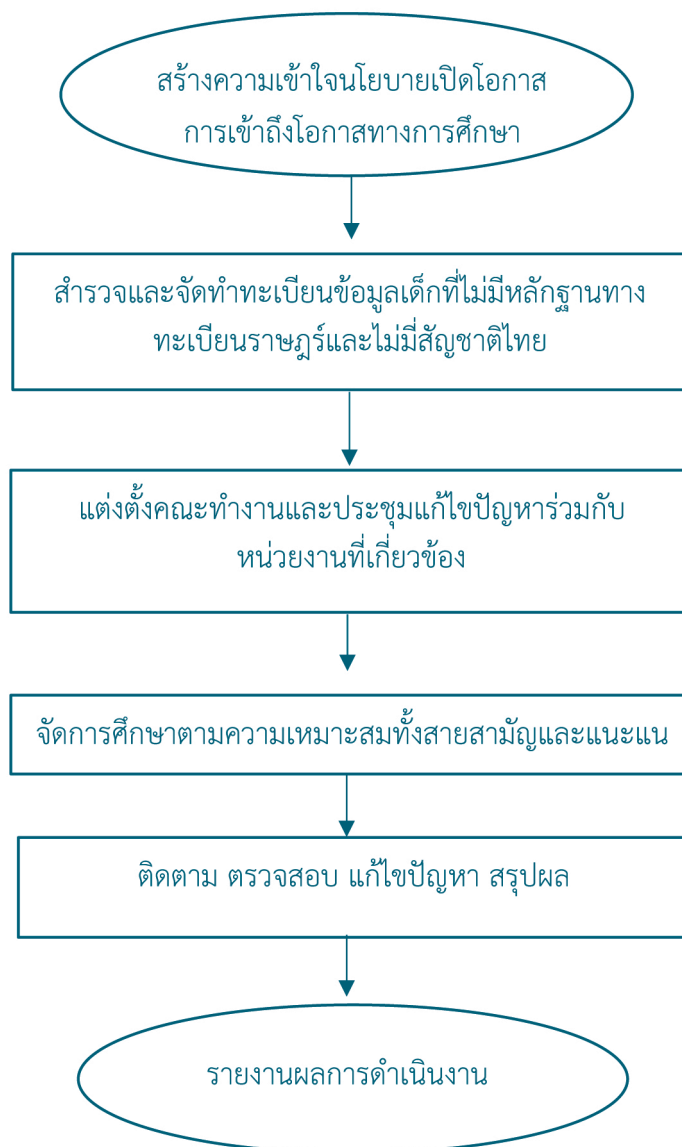 สร้างความเข้าใจนโยบายเปิดโอกาส
การเข้าถึงโอกาสทางการศึกษา
สำรวจและจัดทำทะเบียนข้อมูลเด็กที่ไม่มีหลักฐานทาง
ทะเบียนราษฎร์และไม่มี่สัญชาติไทย
แต่งตั้งคณะทำงานและประชุมแก้ไขปัญหาร่วมกับ
หน่วยงานที่เกี่ยวข้อง
จัดการศึกษาตามความเหมาะสมทั้งสายสามัญและแนะแน
ติดตาม ตรวจสอบ แก้ไขปัญหา สรุปผล
รายงานผลการดำเนินงาน